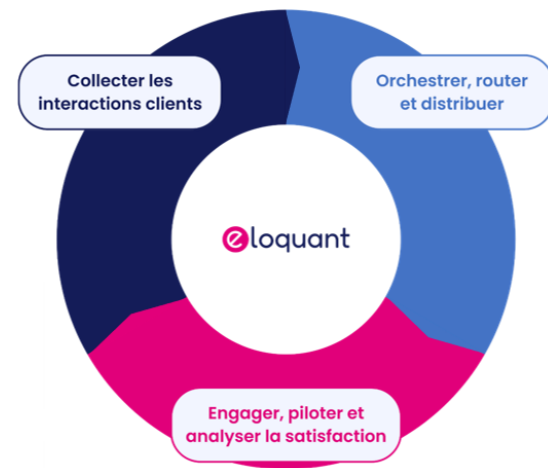 Collecter les
interactions clients
Orchestrer, router
et distribuer
eloquant
Engager, piloter et
analyser la satisfaction